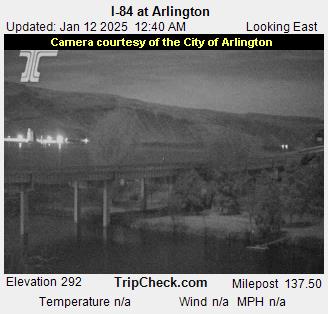 I-84 at Arlington
Updated: Jan 12 2025 12:40 AM Looking East
Camera courtesy of the City of Arlington
Elevation 292 TripCheck.com Milepost 137.50
Temperature n/a Wind n/a MPH n/a